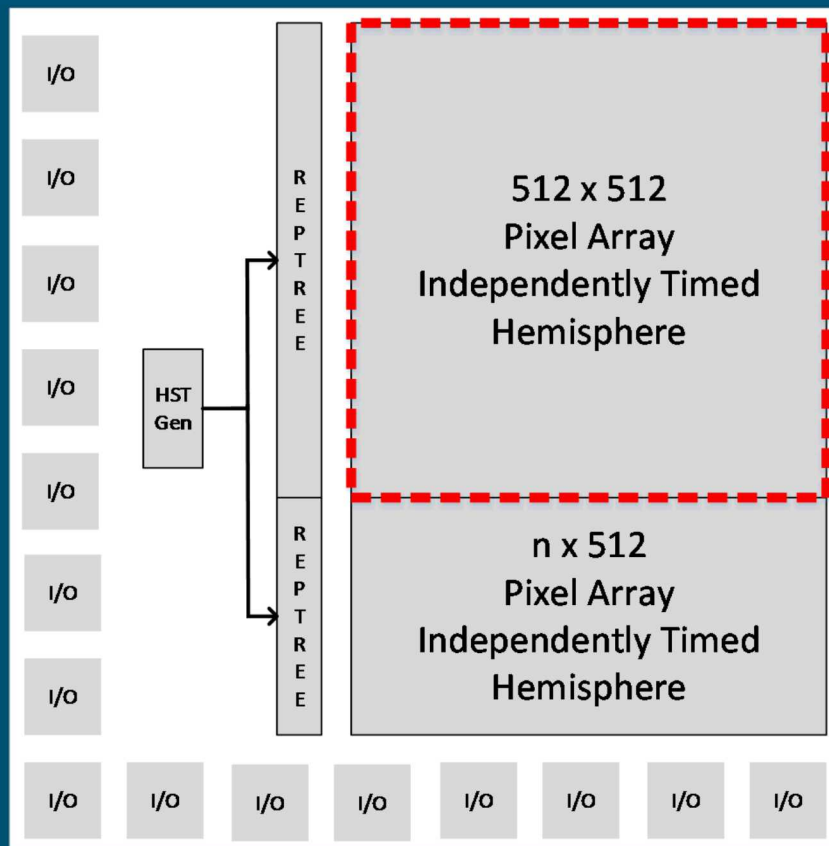 I/O
I/O
I/O
I/O
I/O
I/O
I/O
HST
Gen
R
E
P
T
R
E
E
R
E
P
T
R
E
E
512 x 512
Pixel Array
Independently Timed
Hemisphere
n x 512
Pixel Array
Independently Timed
Hemisphere
I/O I/O I/O I/O I/O I/O I/O I/O